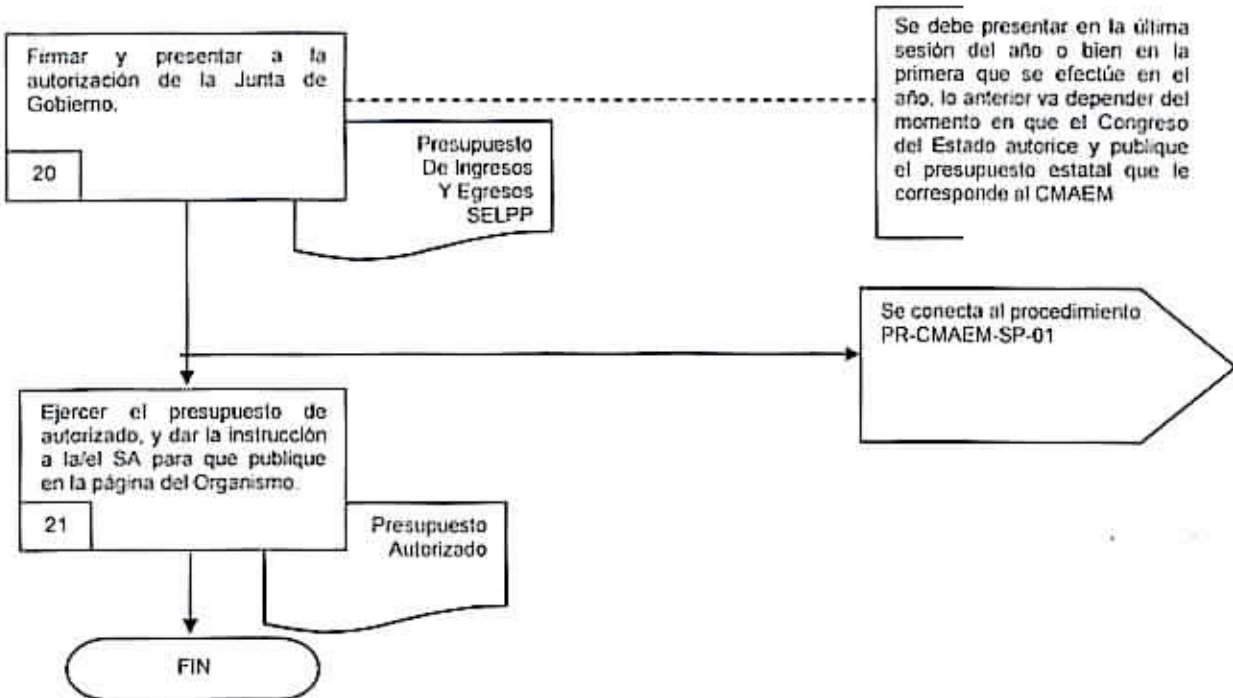 Firmar y presentar a la
autorización de la Junta de
Gobierno.
20
Presupuesto
De Ingresos
Y Egresos
SELPP
Se debe presentar en la última
sesión del año o bien en la
primera que se efectúe en el
año, lo anterior va depender del
momento en que el Congreso
del Estado autorice y publique
el presupuesto estatal que le
corresponde al CMAEM
Se conecta al procedimiento
PR-CMAEM-SP-01
Ejercer el presupuesto de
autorizado, y dar la instrucción
a la/el SA para que publique
en la página del Organismo.
21
Presupuesto
Autorizado
FIN